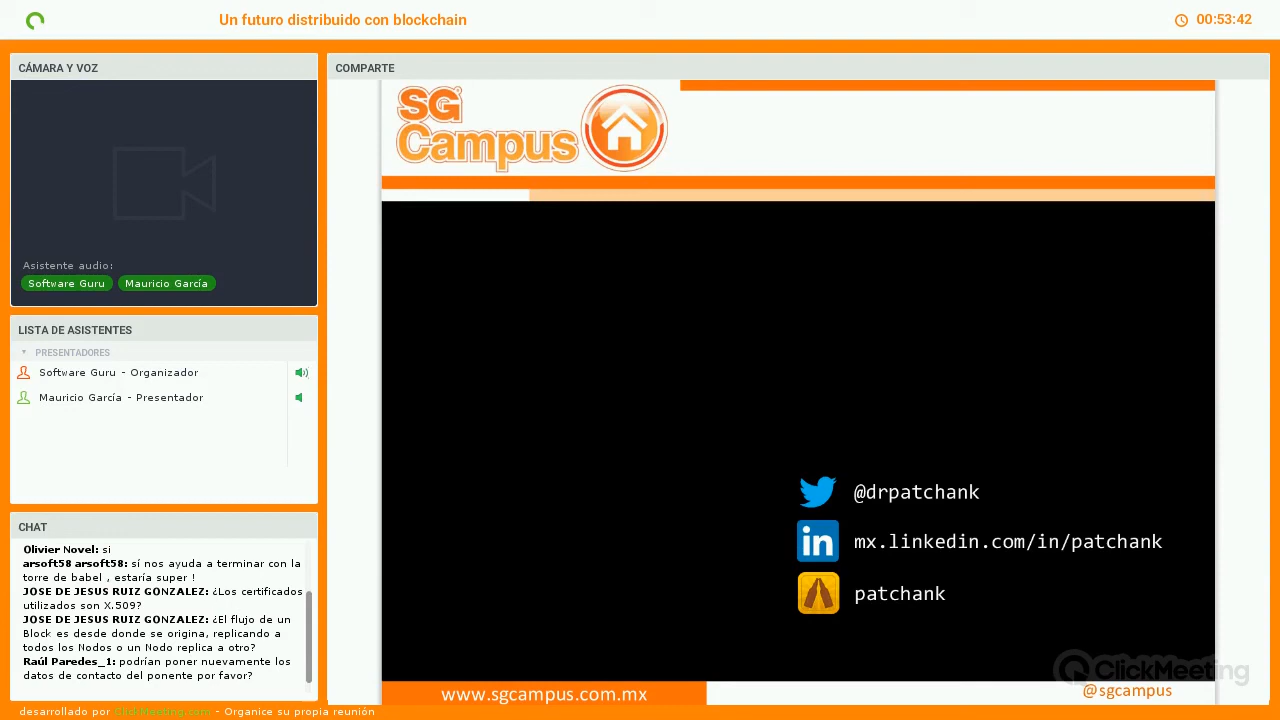 Un futuro distribuido con blockchain
00:53:42
CÁMARA Y VOZ
Asistente audio:
Software Guru
Mauricio García
LISTA DE ASISTENTES
PRESENTADORES
Software Guru - Organizador
Mauricio García - Presentador
CHAT
Olivier Novel: si
arsoft58 arsoft58: sí nos ayuda a terminar con la
torre de babel , estaría super !
JOSE DE JESUS RUIZ GONZALEZ: ¿Los certificados
utilizados son X.509?
JOSE DE JESUS RUIZ GONZALEZ: ¿El flujo de un
Block es desde donde se origina, replicando a
todos los Nodos o un Nodo replica a otro?
Raúl Paredes_1: podrían poner nuevamente los
datos de contacto del ponente por favor?
desarrollado por ClickMeeting.com - Organice su propia reunión
COMPARTE
SG
Campus
@drpatchank
in
mx.linkedin.com/in/patchank
patchank
www.sgcampus.com.mx
ClickMeeting
@sgcampus